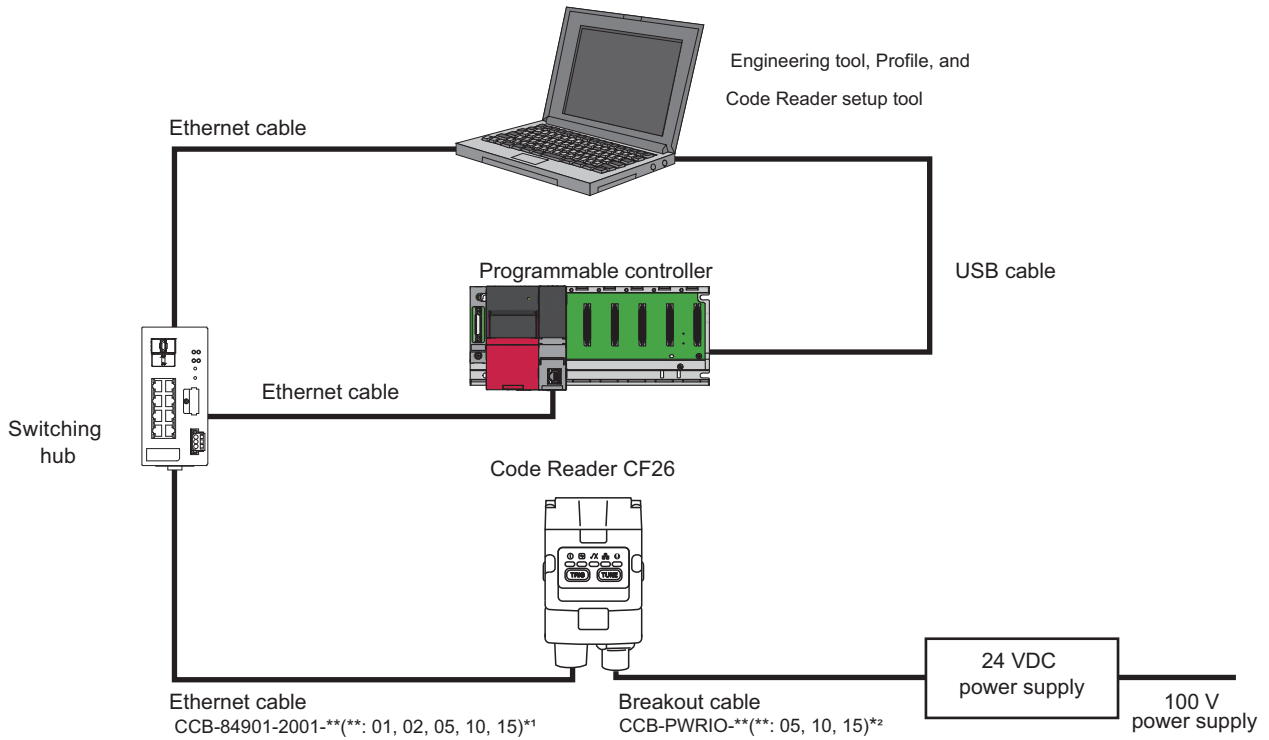 Engineering tool, Profile, and
Code Reader setup tool
Ethernet cable
Programmable controller
USB cable
Ethernet cable
Switching
hub
Code Reader CF26
TRIG
TUNE
24 VDC
power supply
100 V
power supply
Ethernet cable
CCB-84901-2001-**(**: 01, 02, 05, 10, 15)*¹
Breakout cable
CCB-PWRIO-**(**: 05, 10, 15)*²